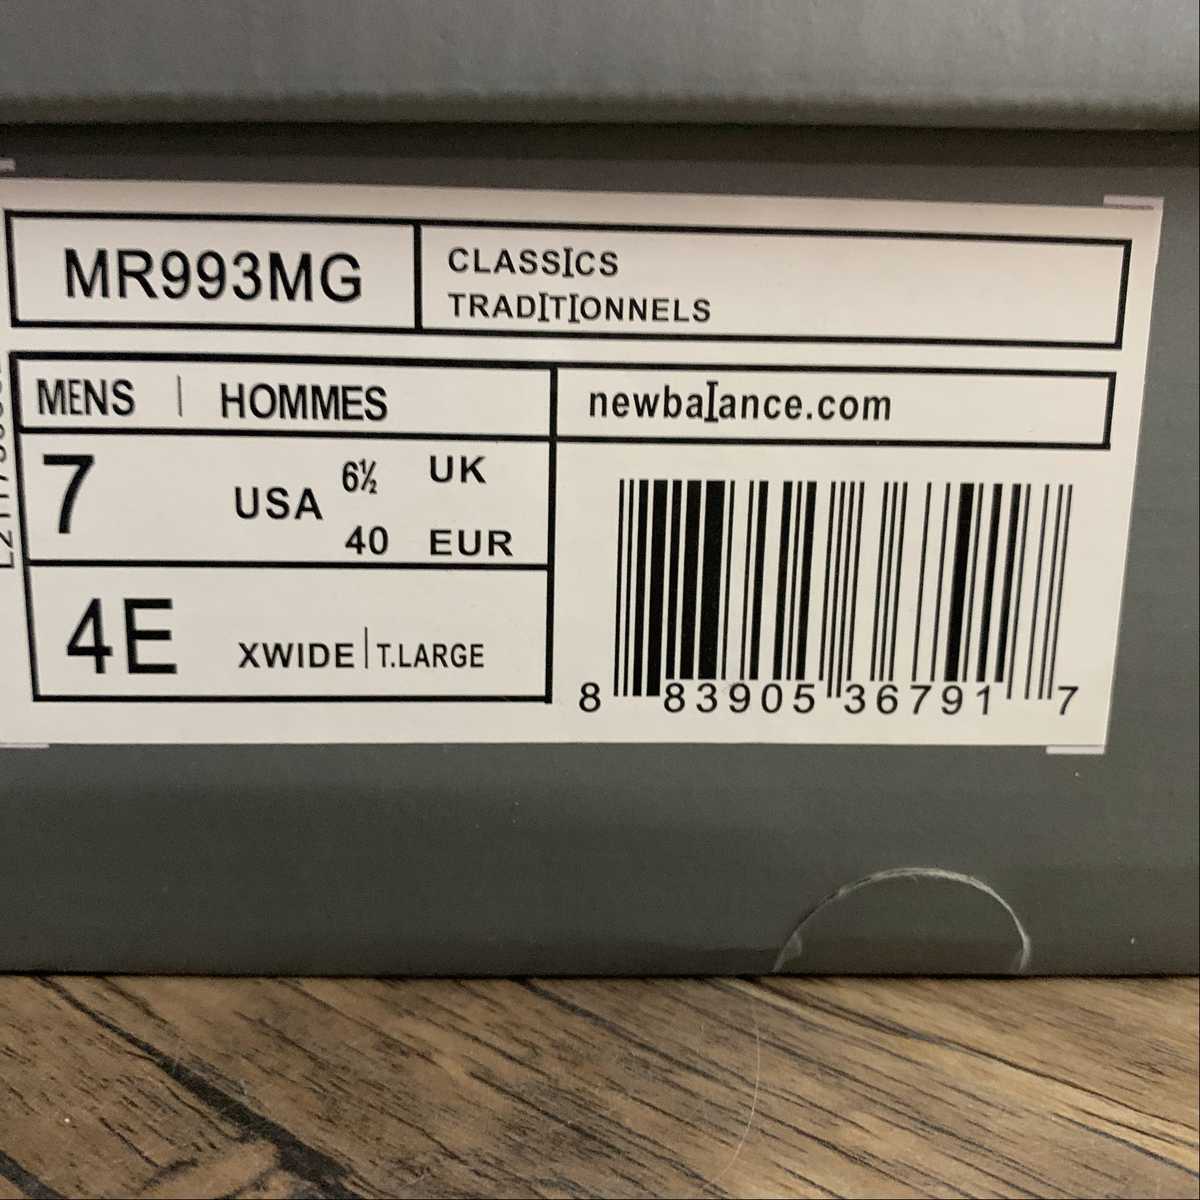 MR993MG
CLASSICS
TRADITIONNELS
MENS | HOMMES
newbalance.com
7 USA 6½ UK
40 EUR
4E XWIDE | T.LARGE
8 83905 36791 7